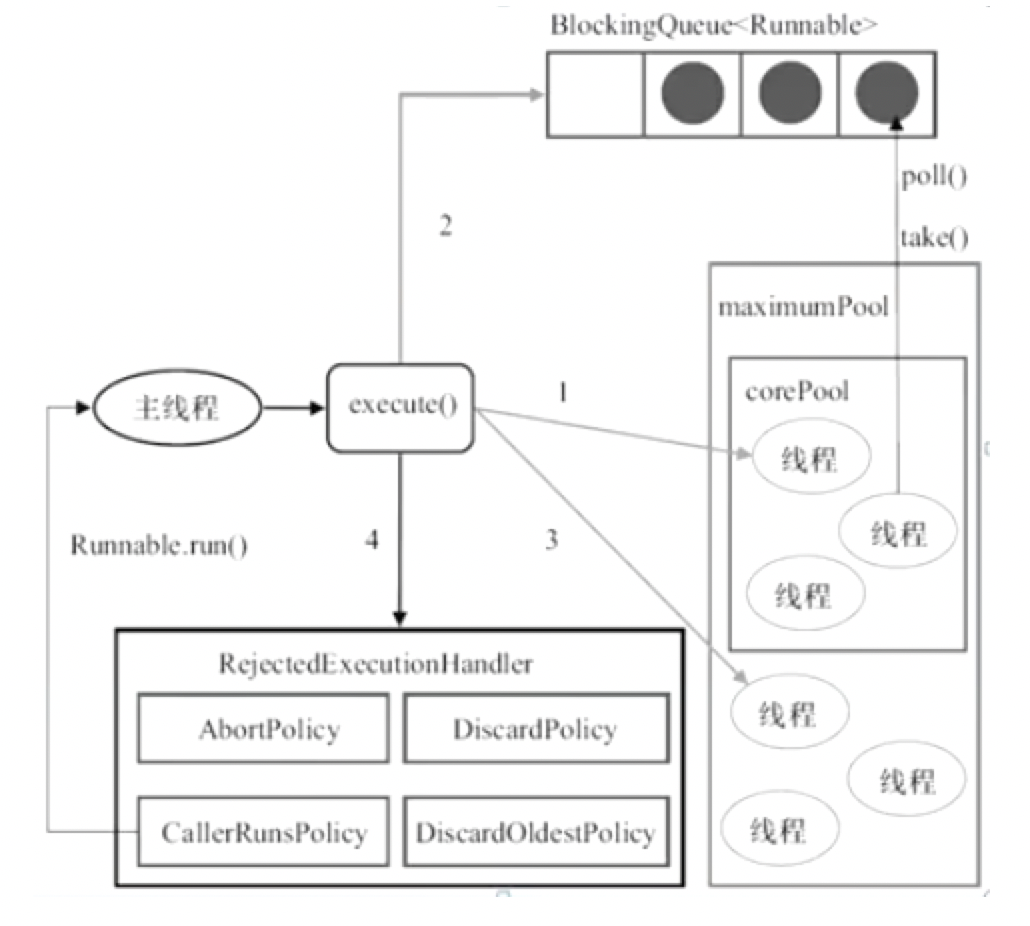 BlockingQueue<Runnable>
poll()
2
take()
maximumPool
1
corePool
主线程
execute()
线程
线程
Runnable.run()
4
3
线程
RejectedExecutionHandler
线程
AbortPolicy
DiscardPolicy
线程
CallerRunsPolicy
DiscardOldestPolicy
线程